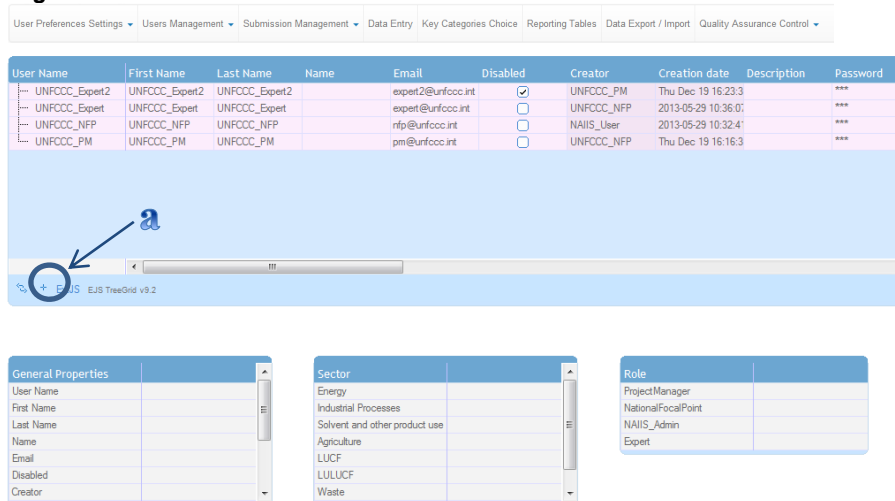 User Preferences Settings Users Management Submission Management Data Entry Key Categories Choice Reporting Tables Data Export / Import Quality Assurance Control
User Name First Name Last Name Name Email Disabled Creator Creation date Description Password
UNFCCC_Expert2 UNFCCC_Expert2 UNFCCC_Expert2 expert2@unfccc.int UNFCCC_PM Thu Dec 19 16:23:3 ***
UNFCCC_Expert UNFCCC_Expert UNFCCC_Expert expert@unfccc.int UNFCCC_NFP 2013-05-29 10:36:07 ***
UNFCCC_NFP UNFCCC_NFP UNFCCC_NFP nfp@unfccc.int NAIIS_User 2013-05-29 10:32:41 ***
UNFCCC_PM UNFCCC_PM UNFCCC_PM pm@unfccc.int UNFCCC_NFP Thu Dec 19 16:16:3 ***
a
EJS TreeGrid v9.2
General Properties Sector Role
User Name Energy ProjectManager
First Name Industrial Processes NationalFocalPoint
Last Name Solvent and other product use NAIIS_Admin
Name Agriculture Expert
Email LUCF
Disabled LULUCF
Creator Waste